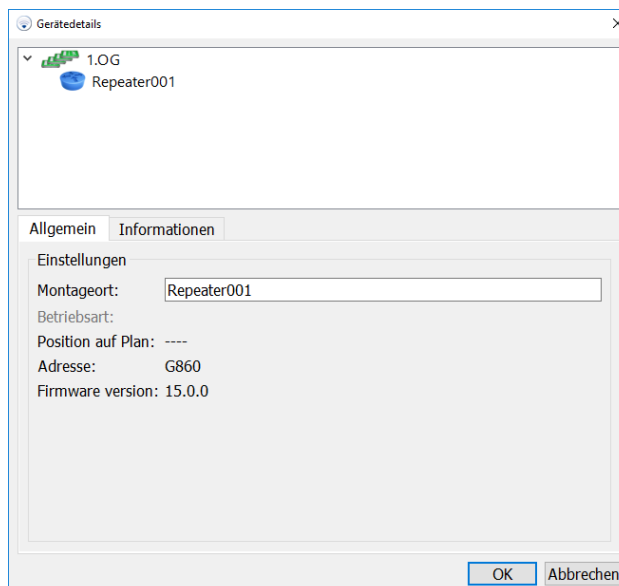 Gerätedetails
1.OG
Repeater001
Allgemein Informationen
Einstellungen
Montageort: Repeater001
Betriebsart:
Position auf Plan: ----
Adresse: G860
Firmware version: 15.0.0
OK Abbrechen